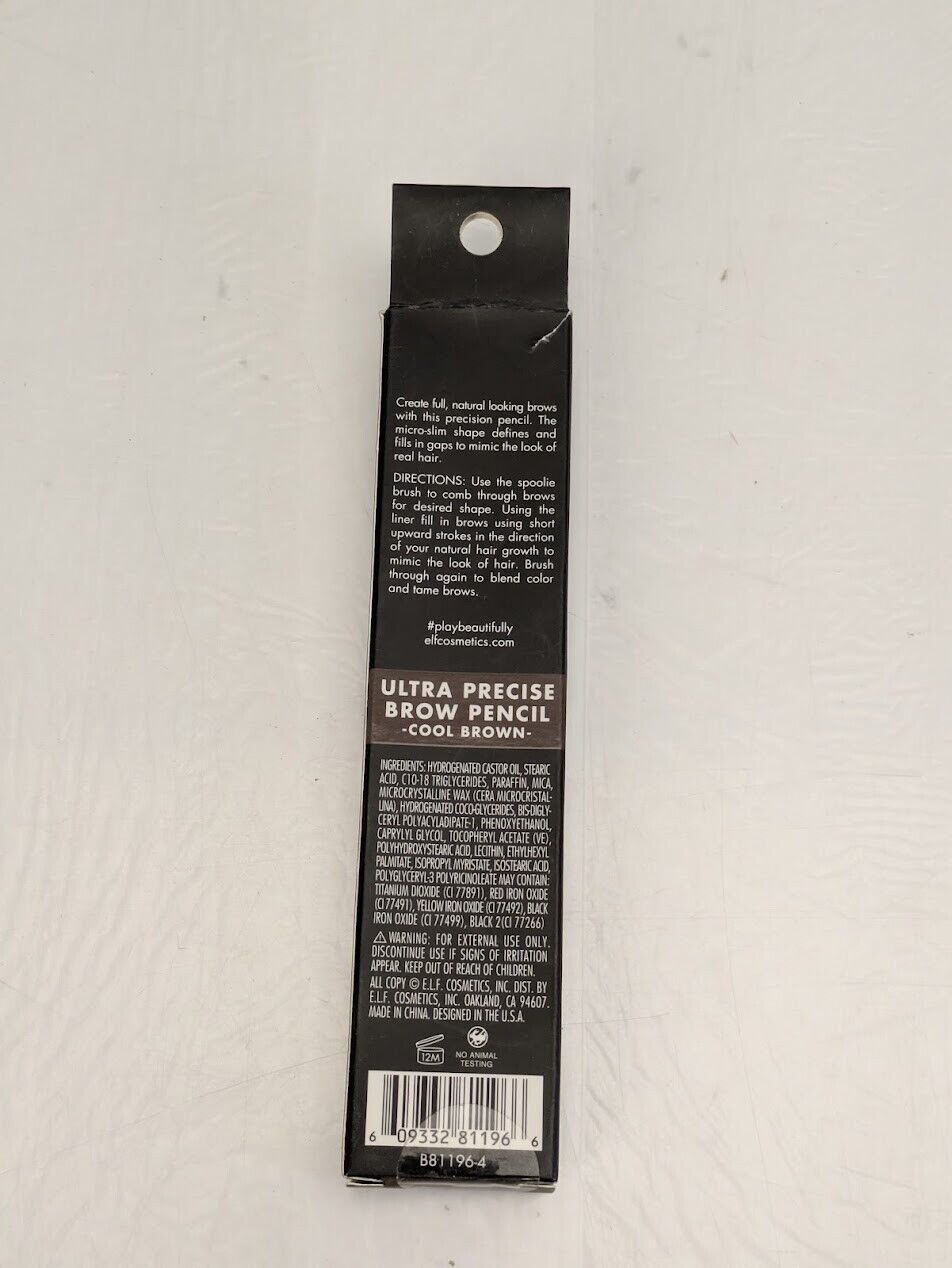 Create full, natural looking brows
with this precision pencil. The
micro-slim shape defines and
fills in gaps to mimic the look of
real hair.
DIRECTIONS: Use the spoolie
brush to comb through brows
for desired shape. Using the
liner fill in brows using short
upward strokes in the direction
of your natural hair growth to
mimic the look of hair. Brush
through again to blend color
and tame brows.
#playbeautifully
elfcosmetics.com
ULTRA PRECISE
BROW PENCIL
-COOL BROWN-
INGREDIENTS: HYDROGENATED CASTOR OIL, STEARIC
ACID, C10-18 TRIGLYCERIDES, PARAFFIN, MICA,
MICROCRYSTALLINE WAX (CERA MICROCRISTAL-
LINA), HYDROGENATED COCO-GLYCERIDES, BIS-DIGLY-
CERYL POLYACYLADIPATE-1, PHENOXYETHANOL,
CAPRYLYL GLYCOL, TOCOPHERYL ACETATE (VE),
POLYHYDROXYSTEARIC ACID, LECITHIN, ETHYLHEXYL
PALMITATE, ISOPROPYL MYRISTATE, ISOSTEARIC ACID,
POLYGLYCERYL-3 POLYRICINOLEATE MAY CONTAIN:
TITANIUM DIOXIDE (CI 77891), RED IRON OXIDE
(CI 77491), YELLOW IRON OXIDE (CI 77492), BLACK
IRON OXIDE (CI 77499), BLACK 2(CI 77266)
⚠ WARNING: FOR EXTERNAL USE ONLY.
DISCONTINUE USE IF SIGNS OF IRRITATION
APPEAR. KEEP OUT OF REACH OF CHILDREN.
ALL COPY © E.L.F. COSMETICS, INC. DIST. BY
E.L.F. COSMETICS, INC. OAKLAND, CA 94607.
MADE IN CHINA. DESIGNED IN THE U.S.A.
12M
NO ANIMAL
TESTING
6 09332 81196 6
B81196-4